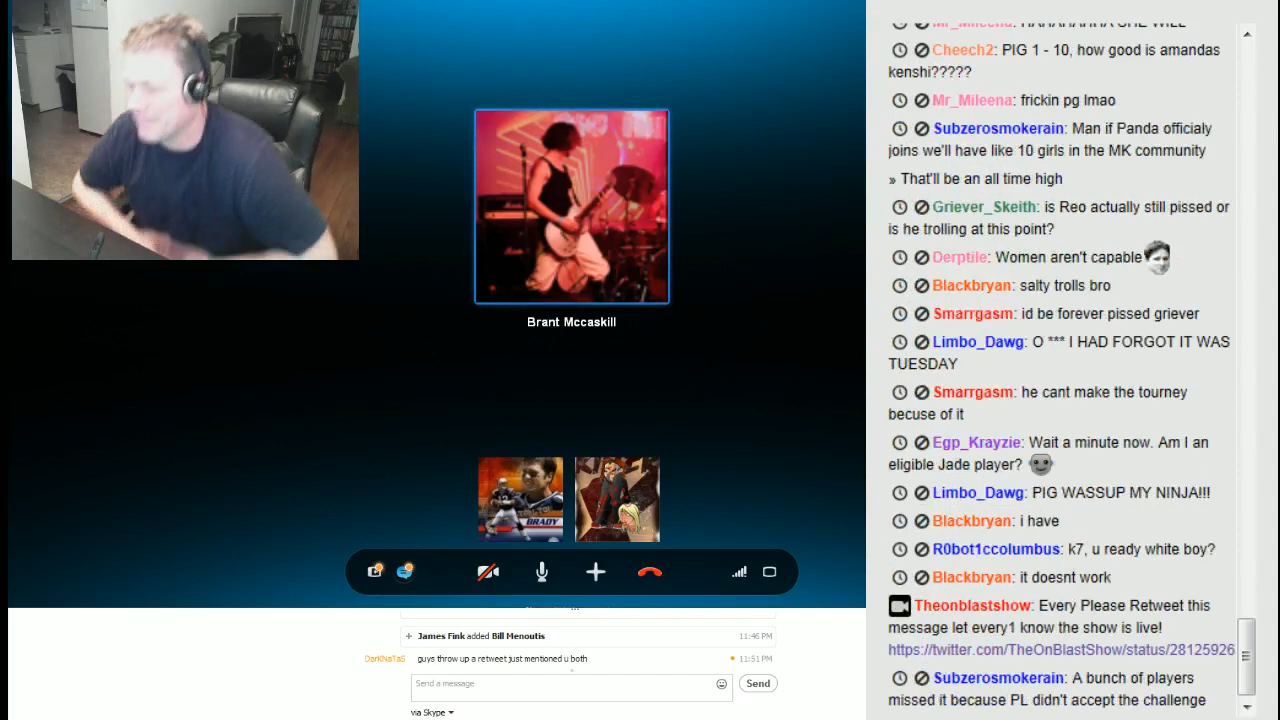 Cheech2: PIG 1 - 10, how good is amandas
kenshi?????
Mr_Mileena: frickin pg lmao
Subzerosmokerain: Man if Panda officialy
joins we'll have like 10 girls in the MK community
» That'll be an all time high
Griever_Skeith: is Reo actually still pissed or
is he trolling at this point?
Derptile: Women aren't capable
Blackbryan: salty trolls bro
Smarrgasm: id be forever pissed griever
Limbo_Dawg: O *** I HAD FORGOT IT WAS
TUESDAY
Smarrgasm: he cant make the tourney
becuse of it
Egp_Krayzie: Wait a minute now. Am I an
eligible Jade player?
Limbo_Dawg: PIG WASSUP MY NINJA!!!
Blackbryan: i have
R0bot1ccolumbus: k7, u ready white boy?
Blackbryan: it doesnt work
Theonblastshow: Every Please Retweet this
message let every1 know the show is live!
https://twitter.com/TheOnBlastShow/status/28125926
Subzerosmokerain: A bunch of players
missed it because PL didn't accept the challenge
Brant Mccaskill
BRADY
James Fink added Bill Menoutis 11:46 PM
DarKNaTaS guys throw up a retweet just mentioned u both 11:51 PM
Send a message Send
via Skype